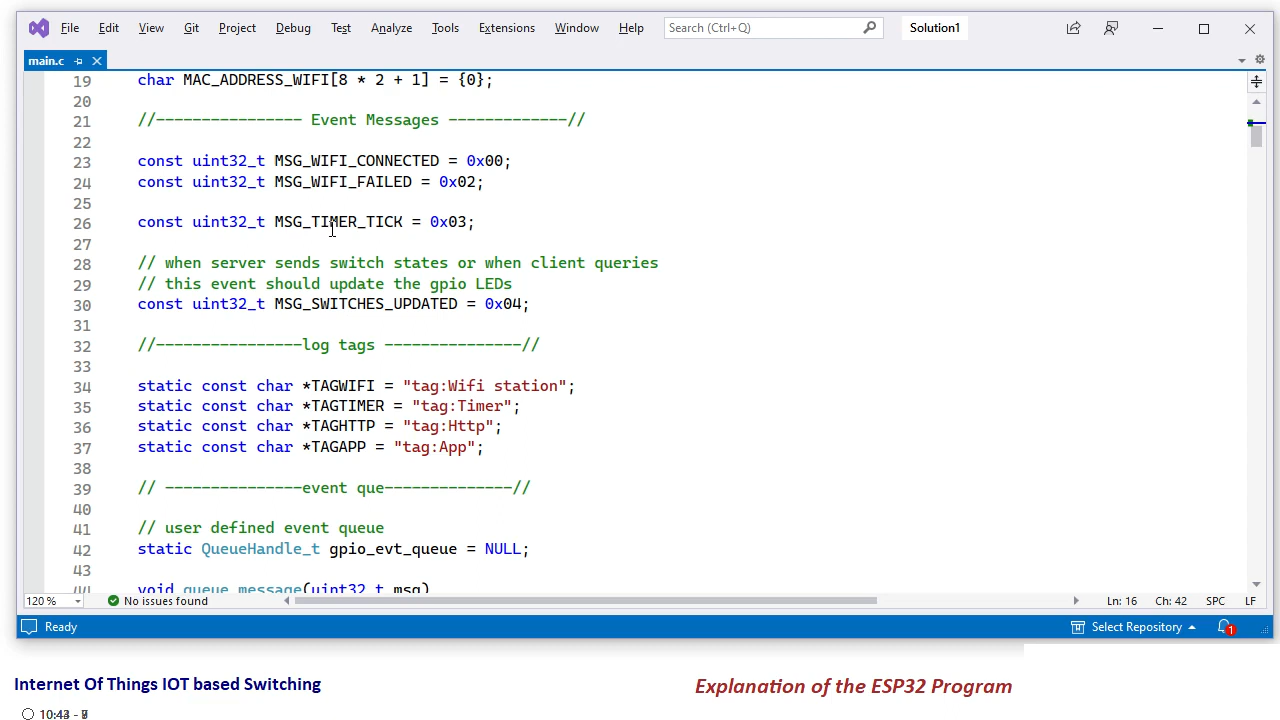 File Edit View Git Project Debug Test Analyze Tools Extensions Window Help Search (Ctrl+Q) Solution1
main.c
19 char MAC_ADDRESS_WIFI[8 * 2 + 1] = {0};
20
21 //---------------- Event Messages -------------//
22
23 const uint32_t MSG_WIFI_CONNECTED = 0x00;
24 const uint32_t MSG_WIFI_FAILED = 0x02;
25
26 const uint32_t MSG_TIMER_TICK = 0x03;
27
28 // when server sends switch states or when client queries
29 // this event should update the gpio LEDs
30 const uint32_t MSG_SWITCHES_UPDATED = 0x04;
31
32 //----------------log tags ---------------//
33
34 static const char *TAGWIFI = "tag:Wifi station";
35 static const char *TAGTIMER = "tag:Timer";
36 static const char *TAGHTTP = "tag:Http";
37 static const char *TAGAPP = "tag:App";
38
39 // ---------------event que--------------//
40
41 // user defined event queue
42 static QueueHandle_t gpio_evt_queue = NULL;
43
44 void queue_message(uint32_t msg)
120 % No issues found Ln: 16 Ch: 42 SPC LF
Ready Select Repository 1
Internet Of Things IOT based Switching Explanation of the ESP32 Program